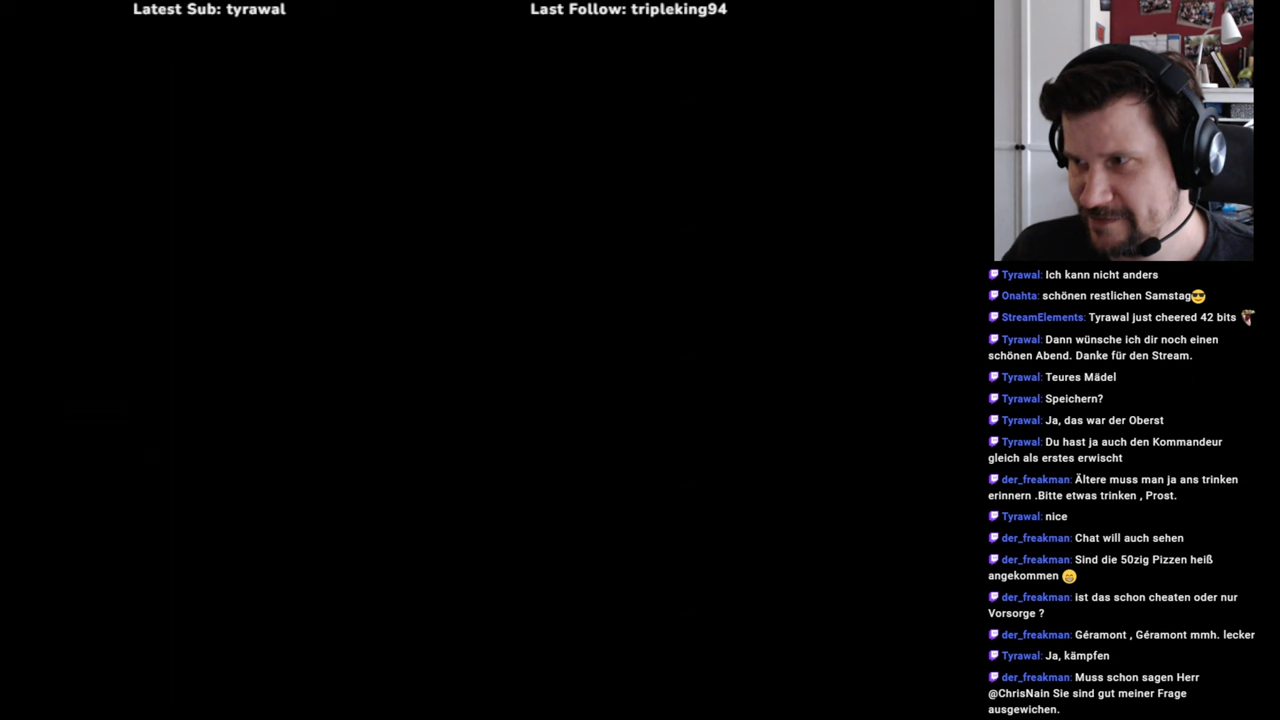 Latest Sub: tyrawal
Last Follow: tripleking94
Tyrawal: Ich kann nicht anders
Onahta: schönen restlichen Samstag😎
StreamElements: Tyrawal just cheered 42 bits
Tyrawal: Dann wünsche ich dir noch einen
schönen Abend. Danke für den Stream.
Tyrawal: Teures Mädel
Tyrawal: Speichern?
Tyrawal: Ja, das war der Oberst
Tyrawal: Du hast ja auch den Kommandeur
gleich als erstes erwischt
der_freakman: Ältere muss man ja ans trinken
erinnern .Bitte etwas trinken , Prost.
Tyrawal: nice
der_freakman: Chat will auch sehen
der_freakman: Sind die 50zig Pizzen heiß
angekommen 😁
der_freakman: ist das schon cheaten oder nur
Vorsorge ?
der_freakman: Géramont , Géramont mmh. lecker
Tyrawal: Ja, kämpfen
der_freakman: Muss schon sagen Herr
@ChrisNain Sie sind gut meiner Frage
ausgewichen.